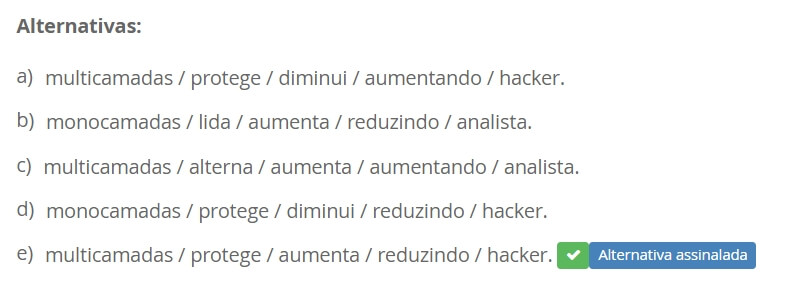 Alternativas:
a) multicamadas / protege / diminui / aumentando / hacker.
b) monocamadas / lida / aumenta / reduzindo / analista.
c) multicamadas / alterna / aumenta / aumentando / analista.
d) monocamadas / protege / diminui / reduzindo / hacker.
e) multicamadas / protege / aumenta / reduzindo / hacker. Alternativa assinalada